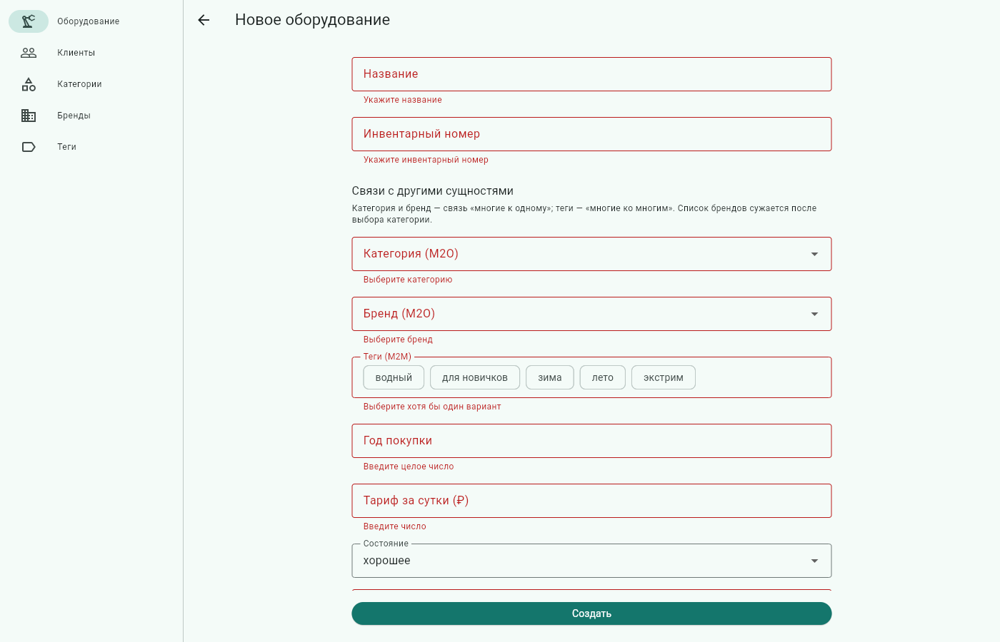 Оборудование
Клиенты
Категории
Бренды
Теги
Новое оборудование
Название
Укажите название
Инвентарный номер
Укажите инвентарный номер
Связи с другими сущностями
Категория и бренд — связь «многие к одному»; теги — «многие ко многим». Список брендов сужается после
выбора категории.
Категория (M2O)
Выберите категорию
Бренд (M2O)
Выберите бренд
Теги (M2M)
водный для новичков зима лето экстрим
Выберите хотя бы один вариант
Год покупки
Введите целое число
Тариф за сутки (₽)
Введите число
Состояние
хорошее
Создать